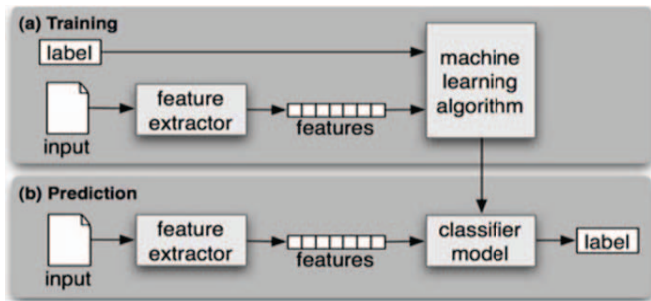 (a) Training
label
machine
learning
algorithm
feature
extractor
features
input
(b) Prediction
feature
extractor
features
input
classifier
model
label